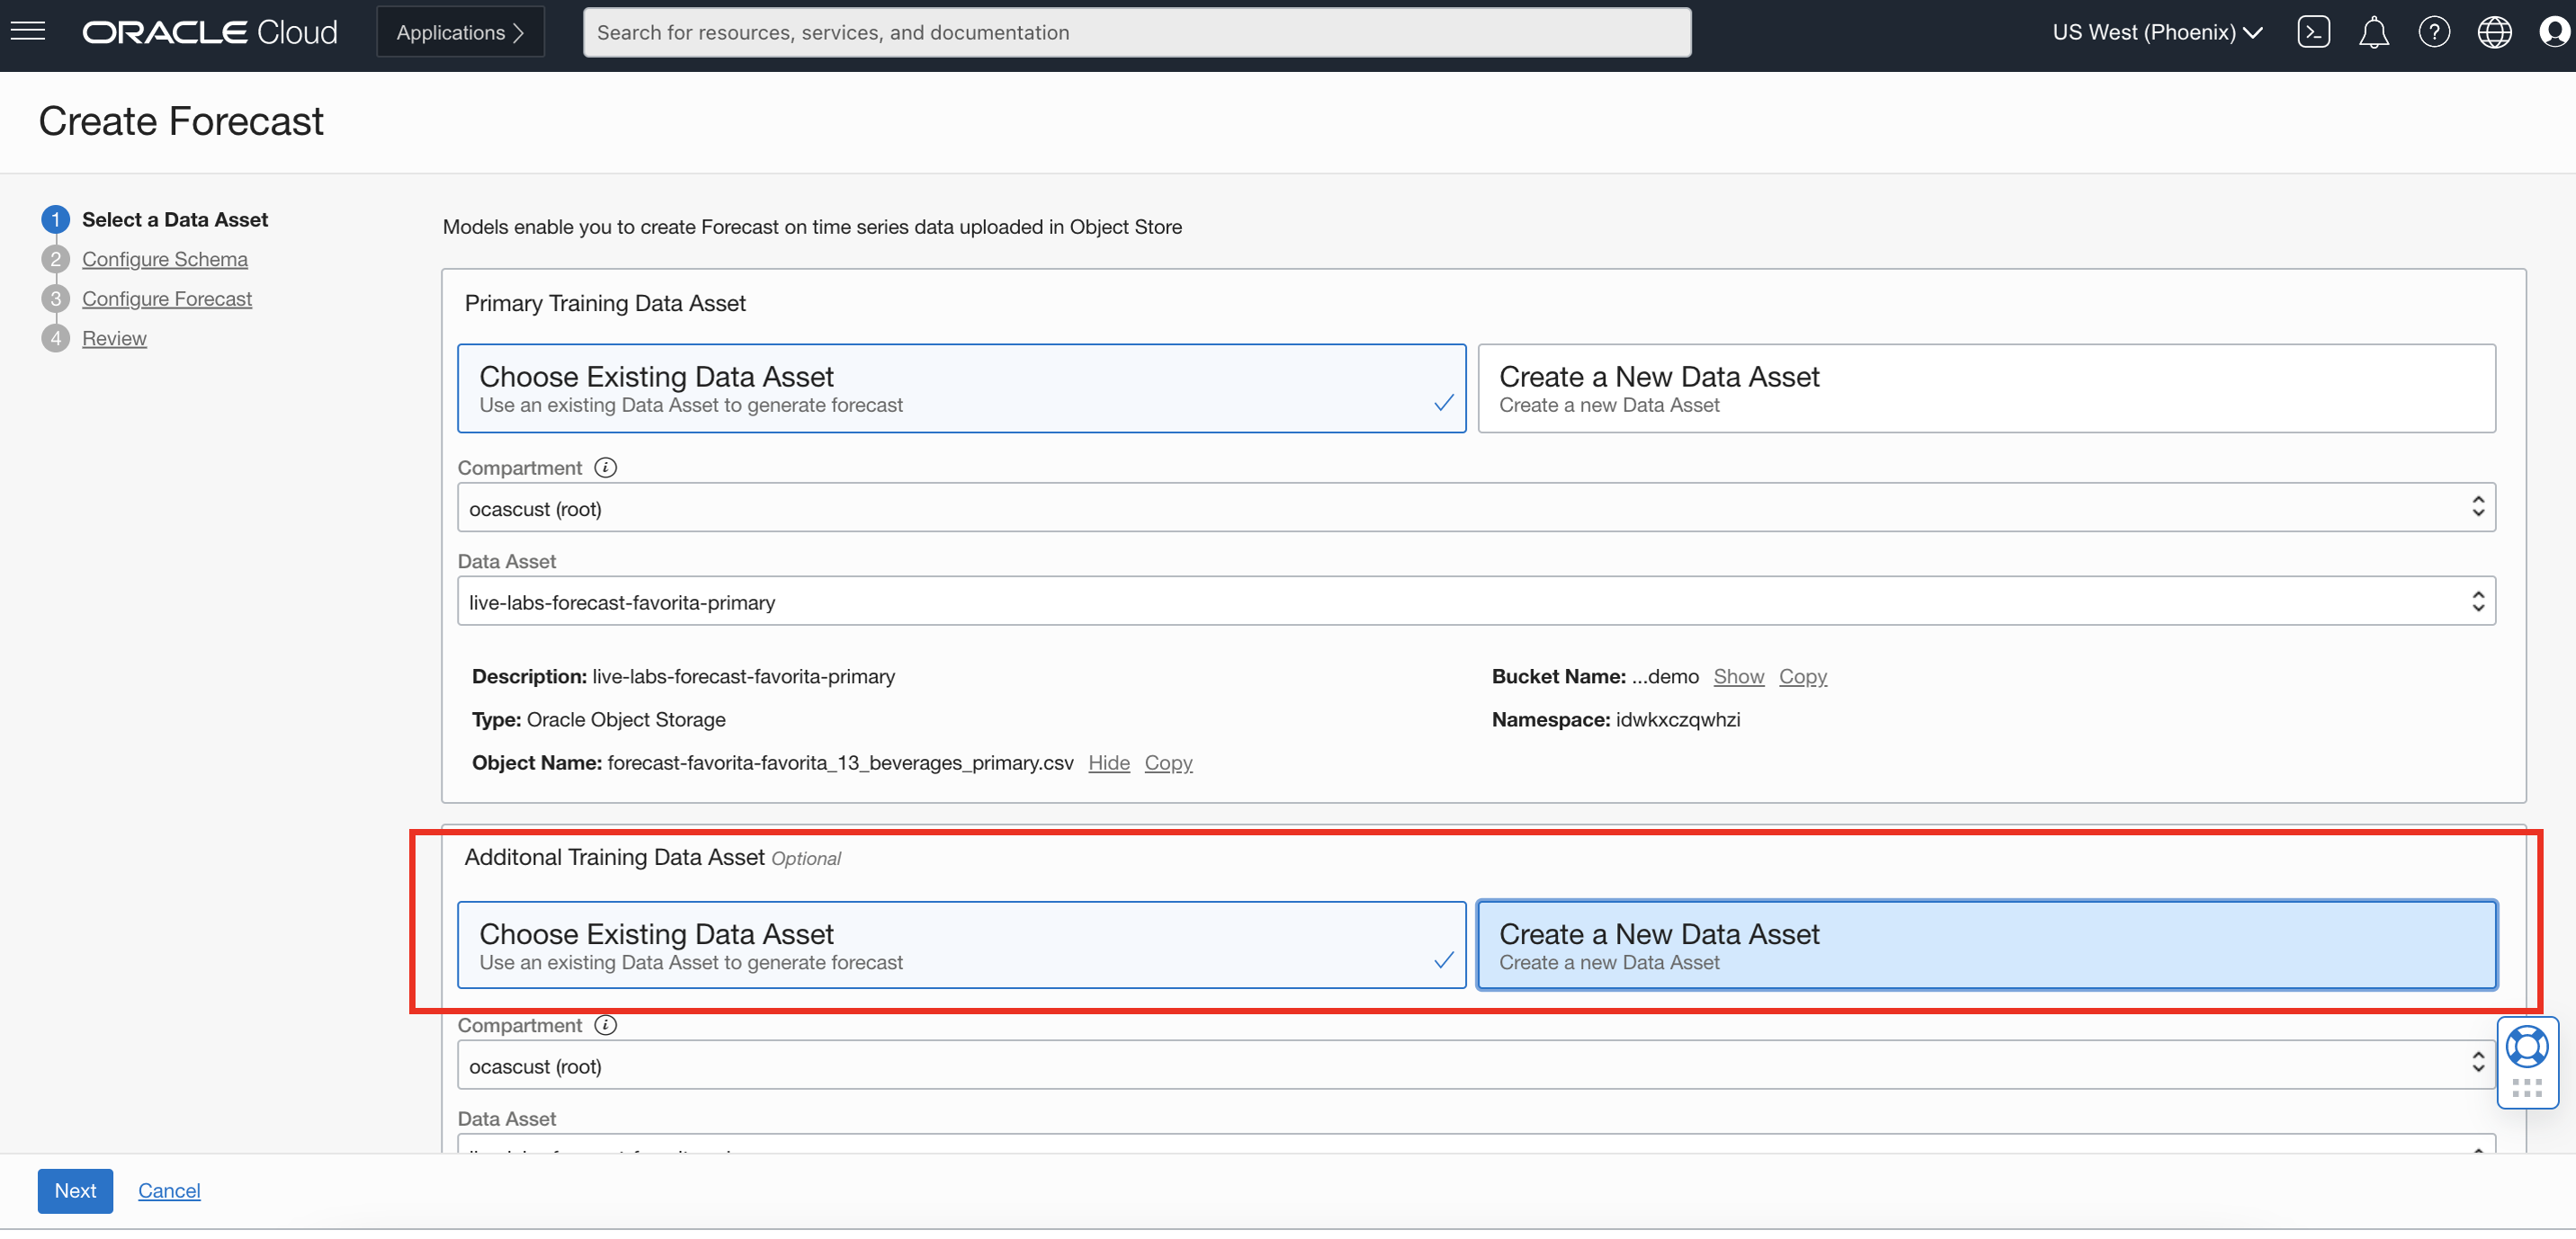 ORACLE Cloud Applications Search for resources, services, and documentation US West (Phoenix)
Create Forecast
1 Select a Data Asset
2 Configure Schema
3 Configure Forecast
4 Review
Models enable you to create Forecast on time series data uploaded in Object Store
Primary Training Data Asset
Choose Existing Data Asset
Use an existing Data Asset to generate forecast
Create a New Data Asset
Create a new Data Asset
Compartment
ocascust (root)
Data Asset
live-labs-forecast-favorita-primary
Description: live-labs-forecast-favorita-primary
Bucket Name: ...demo Show Copy
Type: Oracle Object Storage
Namespace: idwkxczqwhzi
Object Name: forecast-favorita-favorita_13_beverages_primary.csv Hide Copy
Additonal Training Data Asset Optional
Choose Existing Data Asset
Use an existing Data Asset to generate forecast
Create a New Data Asset
Create a new Data Asset
Compartment
ocascust (root)
Data Asset
Next Cancel